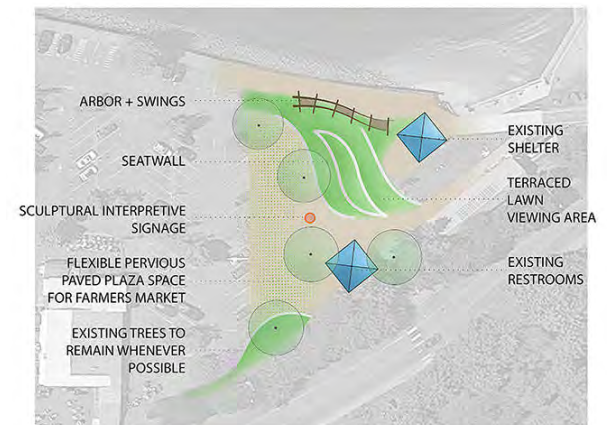 ARBOR + SWINGS
SEATWALL
SCULPTURAL INTERPRETIVE
SIGNAGE
FLEXIBLE PERVIOUS
PAVED PLAZA SPACE
FOR FARMERS MARKET
EXISTING TREES TO
REMAIN WHENEVER
POSSIBLE
EXISTING
SHELTER
TERRACED
LAWN
VIEWING AREA
EXISTING
RESTROOMS